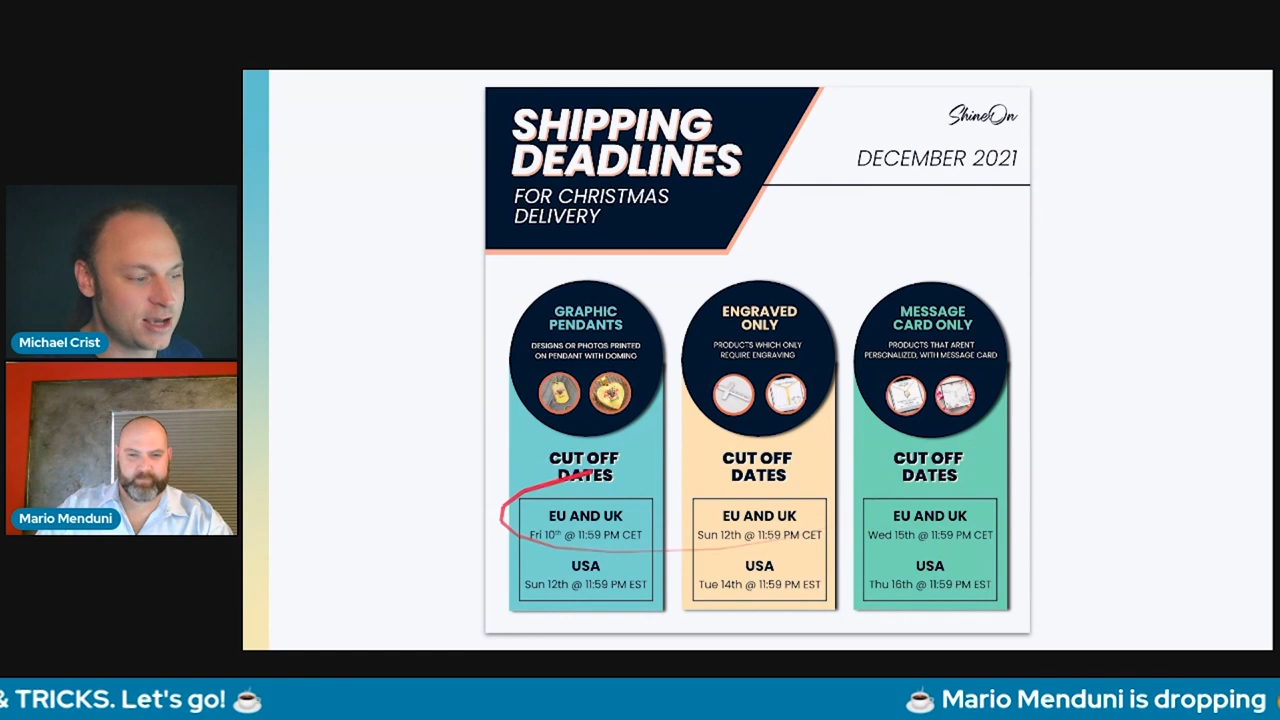 SHIPPING
DEADLINES
FOR CHRISTMAS
DELIVERY
ShineOn
DECEMBER 2021
GRAPHIC
PENDANTS
DESIGNS OR PHOTOS PRINTED
ON PENDANT WITH DOMING
CUT OFF
DATES
EU AND UK
Fri 10th @ 11:59 PM CET
USA
Sun 12th @ 11:59 PM EST
ENGRAVED
ONLY
PRODUCTS WHICH ONLY
REQUIRE ENGRAVING
CUT OFF
DATES
EU AND UK
Sun 12th @ 11:59 PM CET
USA
Tue 14th @ 11:59 PM EST
MESSAGE
CARD ONLY
PRODUCTS THAT ARENT
PERSONALIZED, WITH MESSAGE CARD
CUT OFF
DATES
EU AND UK
Wed 15th @ 11:59 PM CET
USA
Thu 16th @ 11:59 PM EST
Michael Crist
Mario Menduni
& TRICKS. Let's go! ☕
☕ Mario Menduni is dropping